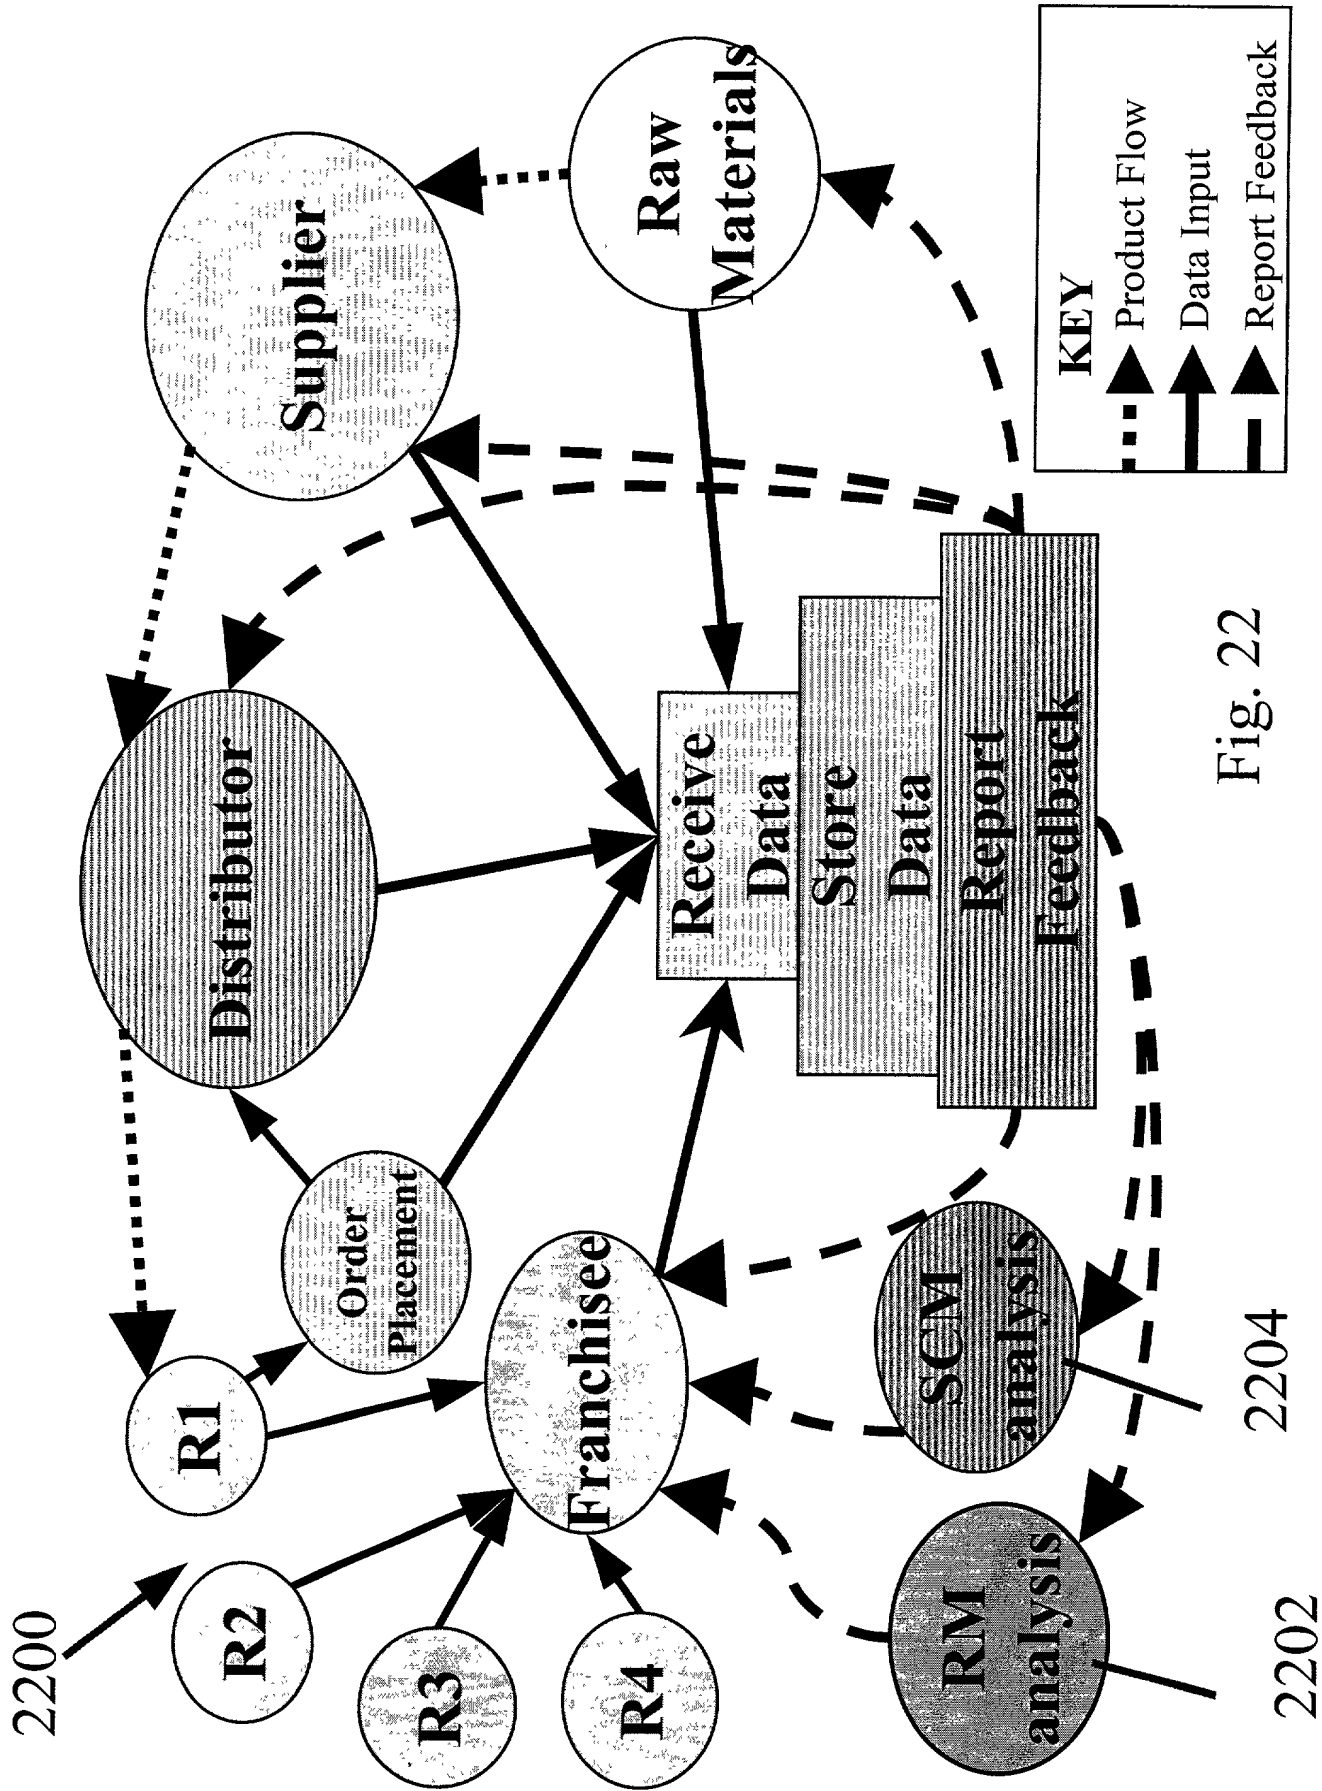 2200
R1
R2
R3
R4
Order
Placement
Distributor
Supplier
Franchisee
Raw
Materials
Receive
Data
Store
Data
Report
Feedback
RM
analysis
SCM
analysis
2202
2204
Fig. 22
KEY
Product Flow
Data Input
Report Feedback